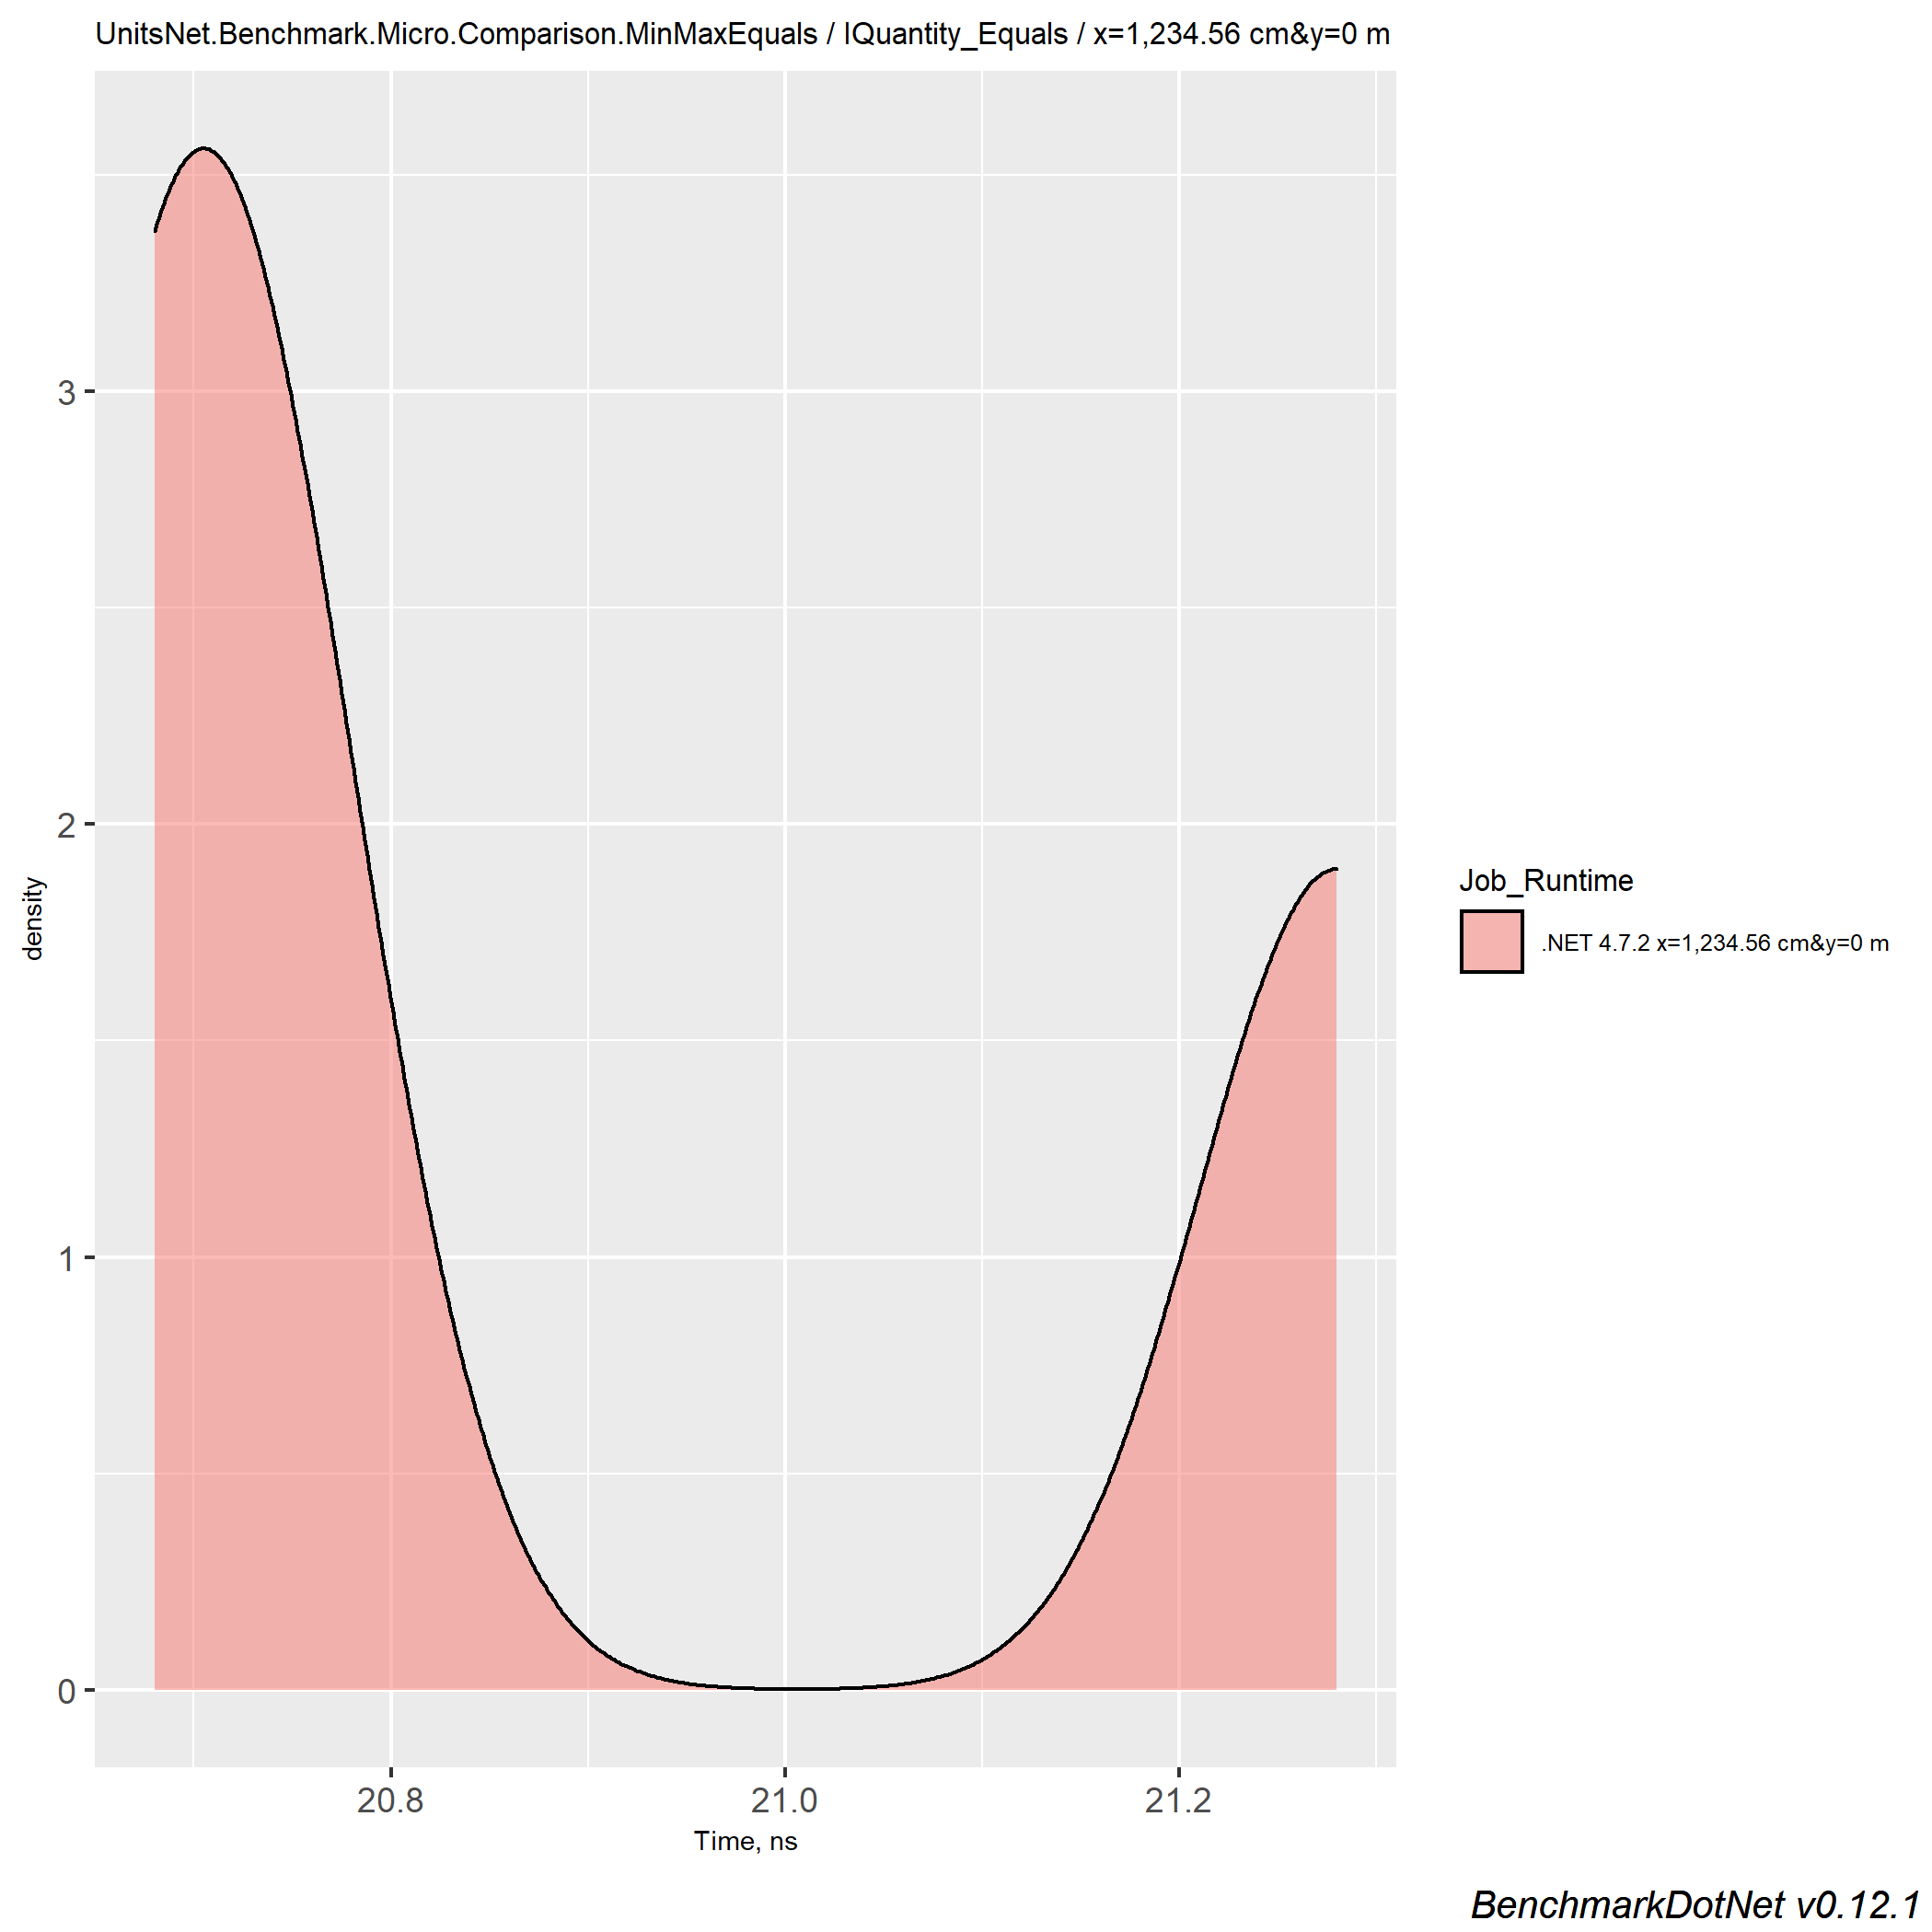 UnitsNet.Benchmark.Micro.Comparison.MinMaxEquals / IQuantity_Equals / x=1,234.56 cm&y=0 m
3
2
1
0
density
20.8 21.0 21.2
Time, ns
Job_Runtime
.NET 4.7.2 x=1,234.56 cm&y=0 m
BenchmarkDotNet v0.12.1